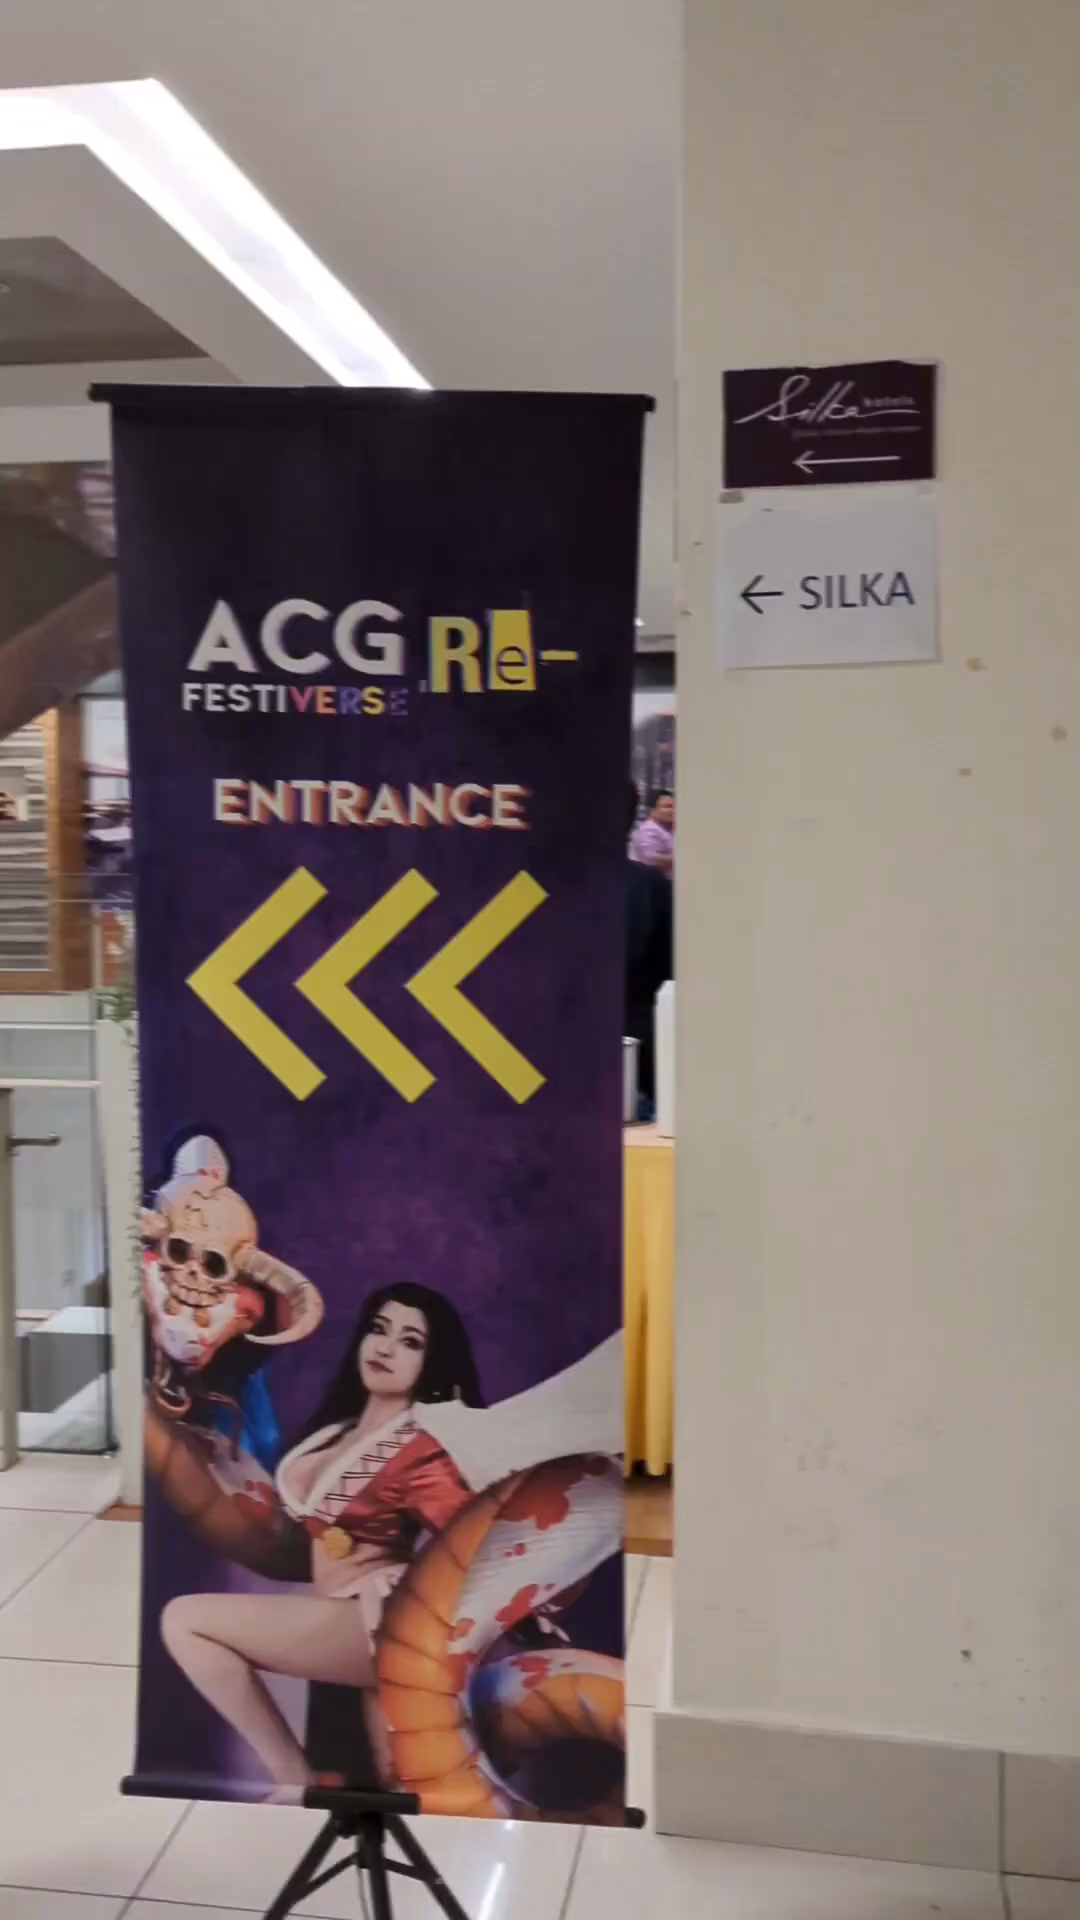 ACG Re-
FESTIVERSE
ENTRANCE
Silka hotels
← SILKA